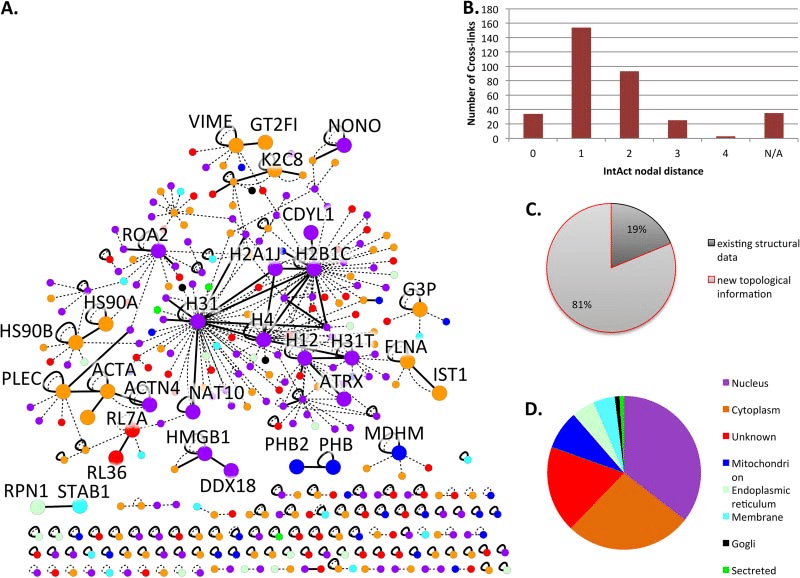 A.
VIME
GT2FI
NONO
K2C8
CDYL1
ROA2
H2A1J
H2B1C
HS90A
H31
G3P
HS90B
H4
H12
H31T
FLNA
PLEC
ACTA
ACTN4
NAT10
ATRX
IST1
RL7A
HMGB1
PHB2
PHB
MDHM
RL36
DDX18
RPN1
STAB1
B.
Number of Cross-links
180
160
140
120
100
80
60
40
20
0
0 1 2 3 4 N/A
IntAct nodal distance
C.
19%
81%
existing structural
data
new topological
information
D.
Nucleus
Cytoplasm
Unknown
Mitochondri
on
Endoplasmic
reticulum
Membrane
Gogli
Sectreted